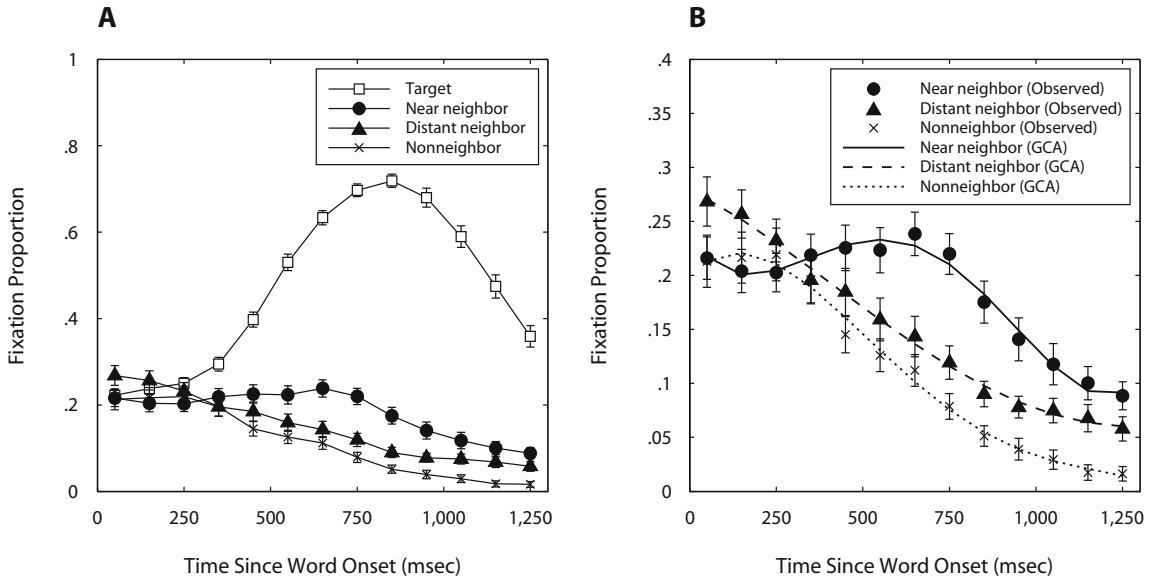 A
Fixation Proportion
1
.8
.6
.4
.2
0
Target
Near neighbor
Distant neighbor
Nonneighbor
0 250 500 750 1,000 1,250
Time Since Word Onset (msec)
B
Fixation Proportion
.4
.35
.3
.25
.2
.15
.1
.05
0
Near neighbor (Observed)
Distant neighbor (Observed)
Nonneighbor (Observed)
Near neighbor (GCA)
Distant neighbor (GCA)
Nonneighbor (GCA)
0 250 500 750 1,000 1,250
Time Since Word Onset (msec)